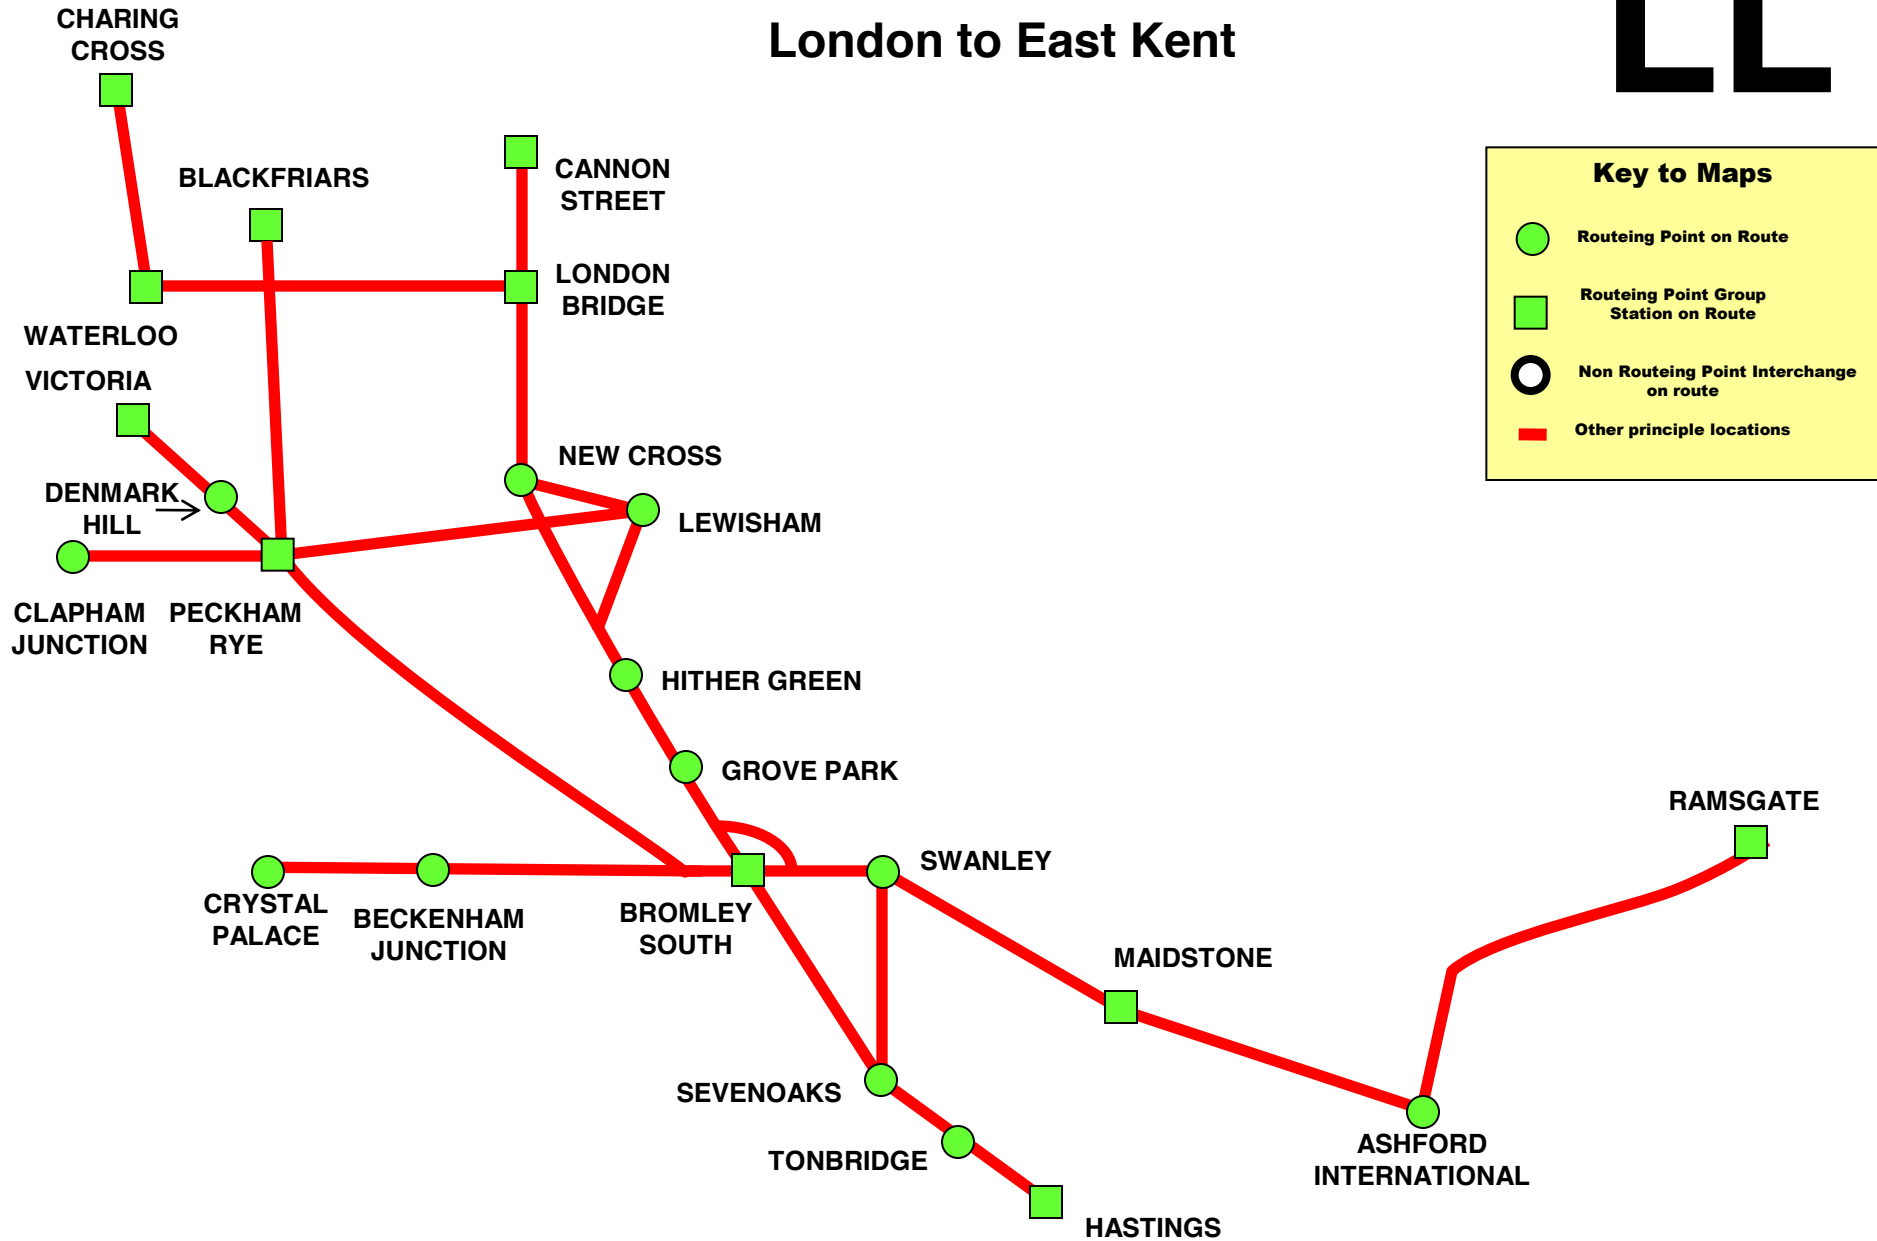 CHARING
CROSS
London to East Kent
LL
BLACKFRIARS
CANNON
STREET
Key to Maps
Routeing Point on Route
Routeing Point Group
Station on Route
Non Routeing Point Interchange
on route
Other principle locations
LONDON
BRIDGE
WATERLOO
VICTORIA
NEW CROSS
DENMARK
HILL
LEWISHAM
CLAPHAM
JUNCTION
PECKHAM
RYE
HITHER GREEN
GROVE PARK
RAMSGATE
SWANLEY
CRYSTAL
PALACE
BECKENHAM
JUNCTION
BROMLEY
SOUTH
MAIDSTONE
SEVENOAKS
TONBRIDGE
ASHFORD
INTERNATIONAL
HASTINGS